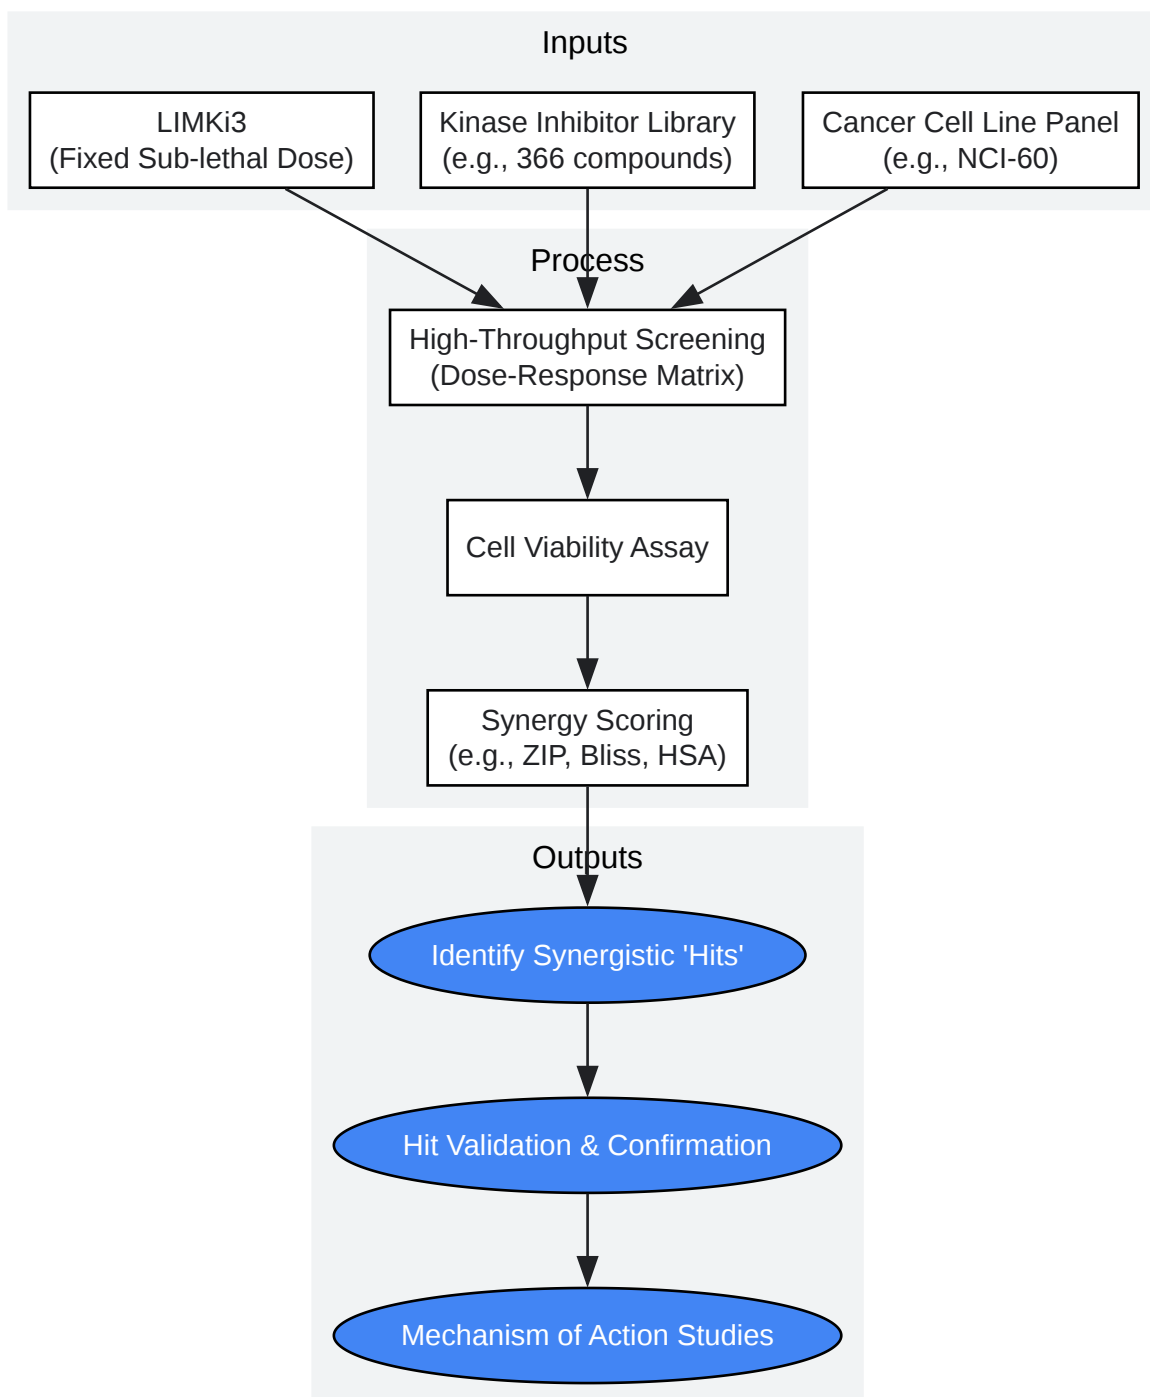 Inputs
LIMKi3
(Fixed Sub-lethal Dose)
Kinase Inhibitor Library
(e.g., 366 compounds)
Cancer Cell Line Panel
(e.g., NCI-60)
Process
High-Throughput Screening
(Dose-Response Matrix)
Cell Viability Assay
Synergy Scoring
(e.g., ZIP, Bliss, HSA)
Outputs
Identify Synergistic 'Hits'
Hit Validation & Confirmation
Mechanism of Action Studies